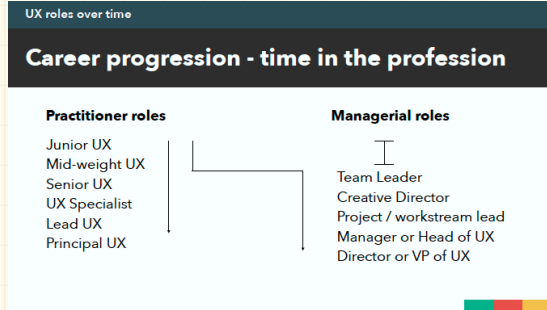 UX roles over time
Career progression - time in the profession
Practitioner roles
Junior UX
Mid-weight UX
Senior UX
UX Specialist
Lead UX
Principal UX
Managerial roles
Team Leader
Creative Director
Project / workstream lead
Manager or Head of UX
Director or VP of UX